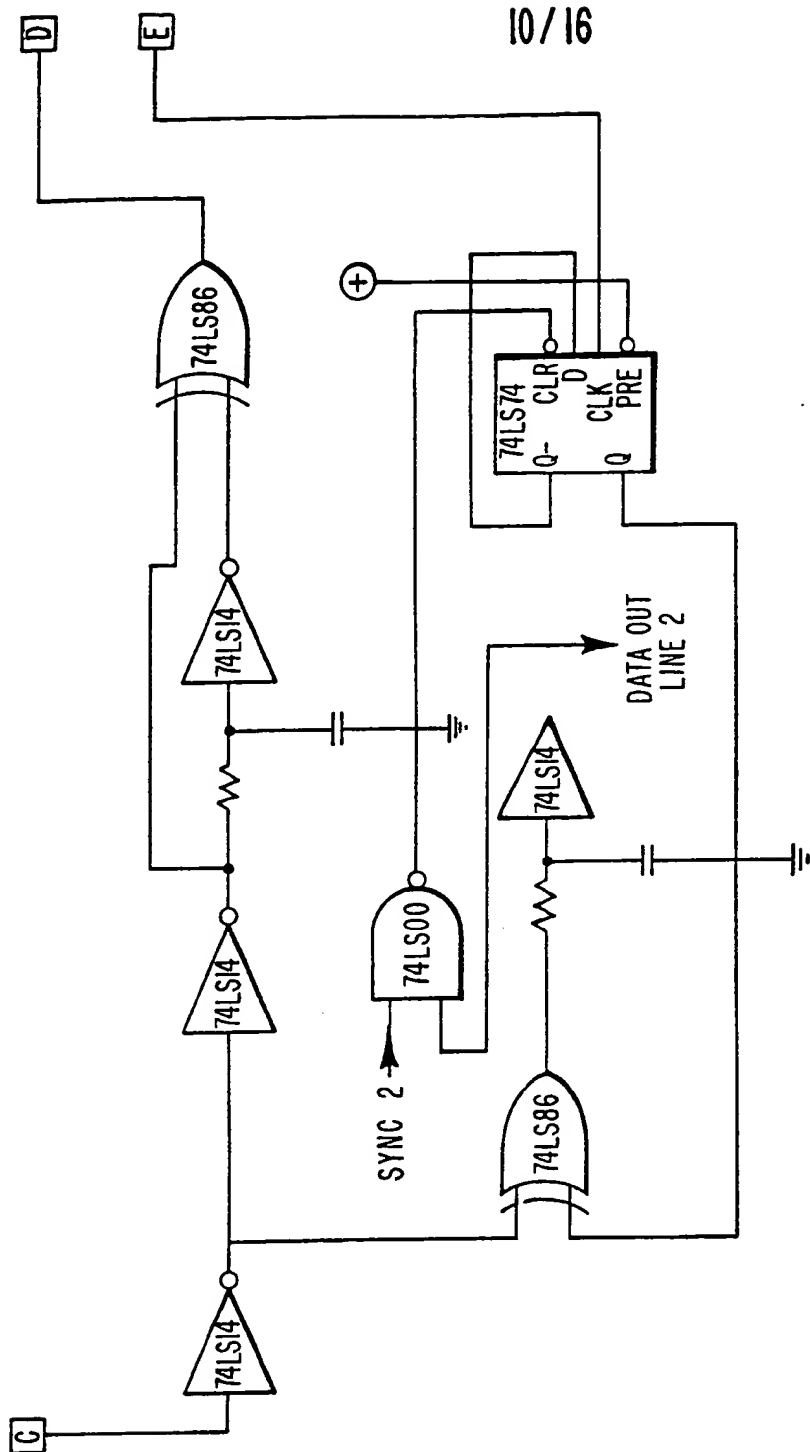 10/16
C
D
E
74LS14
74LS14
74LS14
74LS86
SYNC 2
74LS00
+
74LS86
74LS14
DATA OUT
LINE 2
74LS74
Q-
CLR
D
CLK
Q
PRE